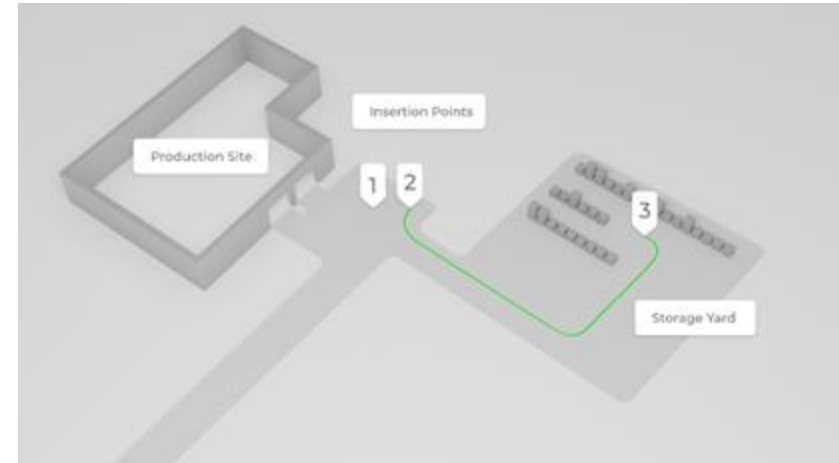 Insertion Points
Production Site
1
2
3
Storage Yard